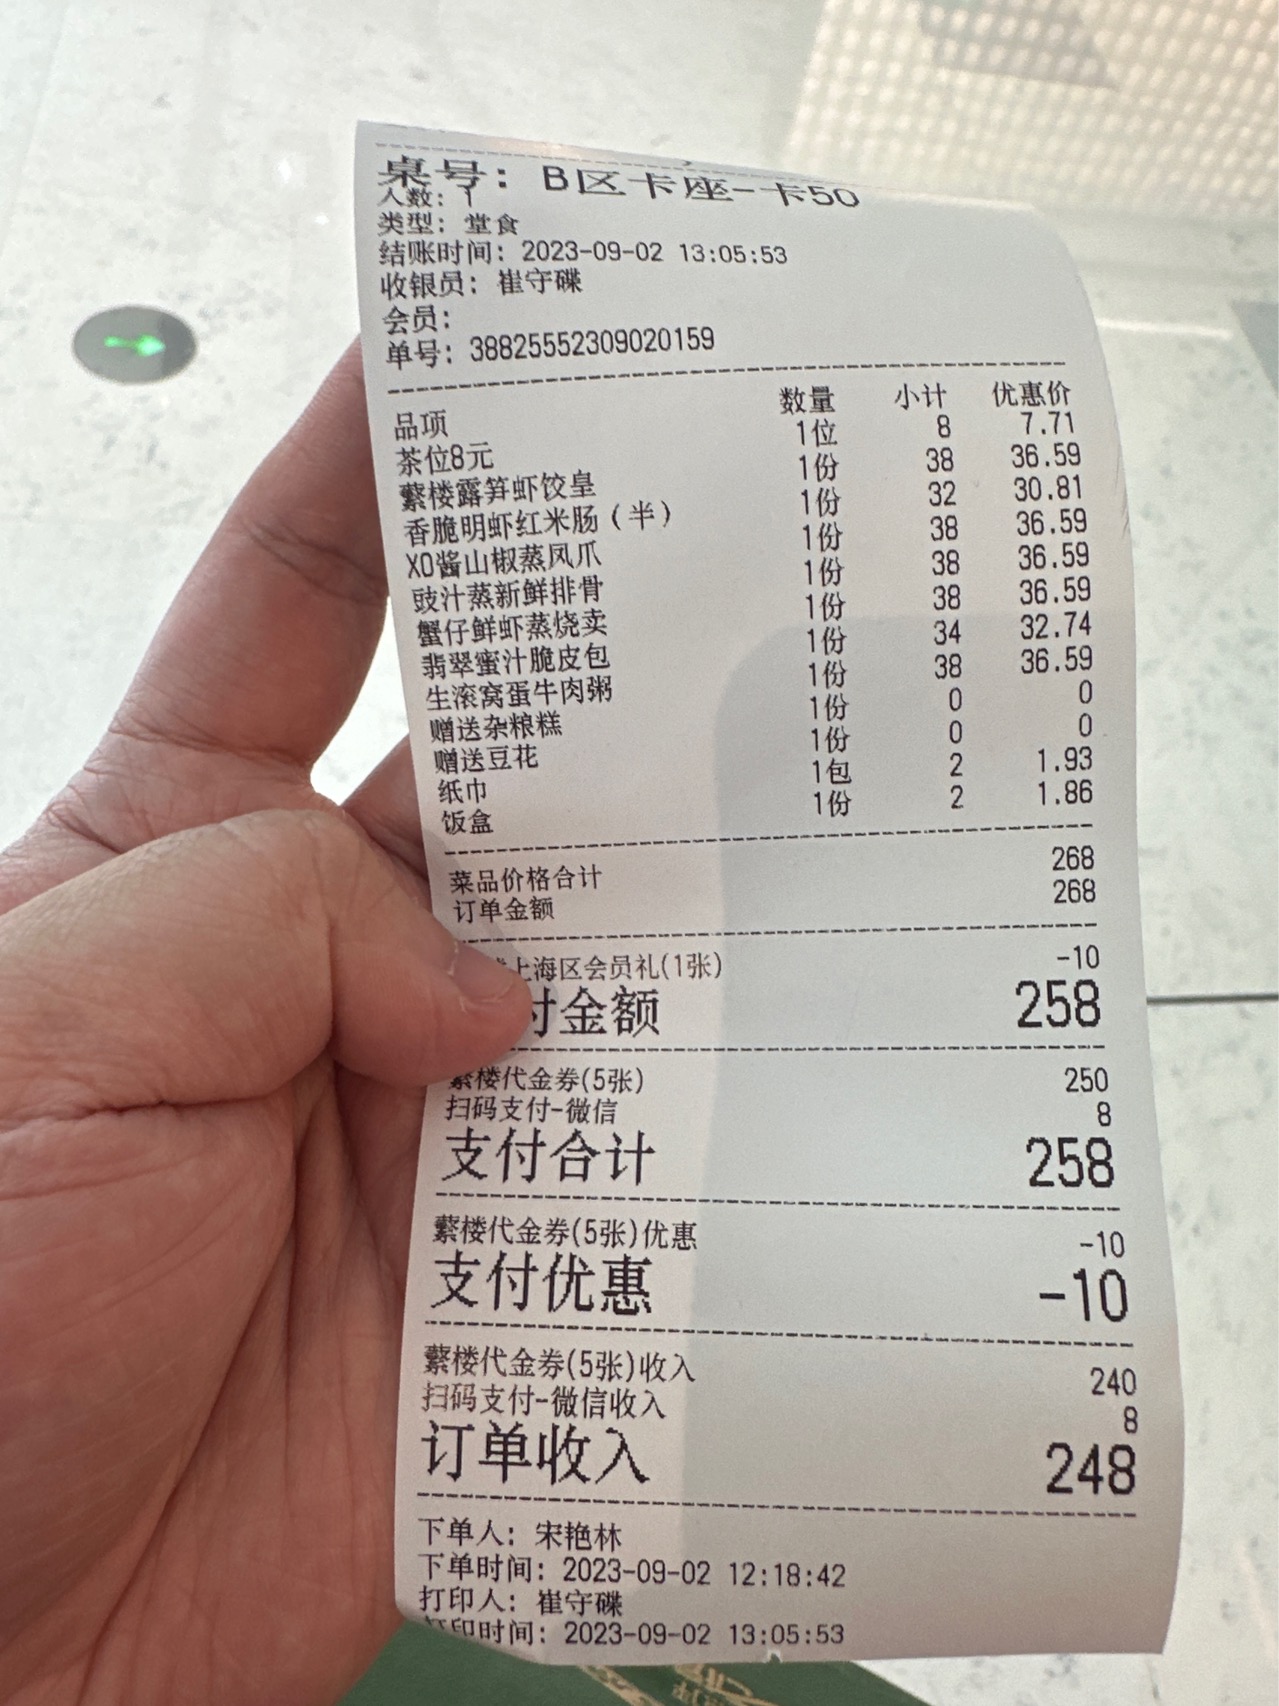 桌号: B区卡座-卡50
人数: 1
类型: 堂食
结账时间: 2023-09-02 13:05:53
收银员: 崔守碟
会员:
单号: 38825552309020159
品项 数量 小计 优惠价
茶位8元 1位 8 7.71
蘩楼露笋虾饺皇 1份 38 36.59
香脆明虾红米肠（半） 1份 32 30.81
XO酱山椒蒸凤爪 1份 38 36.59
豉汁蒸新鲜排骨 1份 38 36.59
蟹仔鲜虾蒸烧卖 1份 38 36.59
翡翠蜜汁脆皮包 1份 34 32.74
生滚窝蛋牛肉粥 1份 38 36.59
赠送杂粮糕 1份 0 0
赠送豆花 1份 0 0
纸巾 1包 2 1.93
饭盒 1份 2 1.86
菜品价格合计 268
订单金额 268
上海区会员礼(1张) -10
付金额 258
蘩楼代金券(5张) 250
扫码支付-微信 8
支付合计 258
蘩楼代金券(5张)优惠 -10
支付优惠 -10
蘩楼代金券(5张)收入 240
扫码支付-微信收入 8
订单收入 248
下单人: 宋艳林
下单时间: 2023-09-02 12:18:42
打印人: 崔守碟
打印时间: 2023-09-02 13:05:53